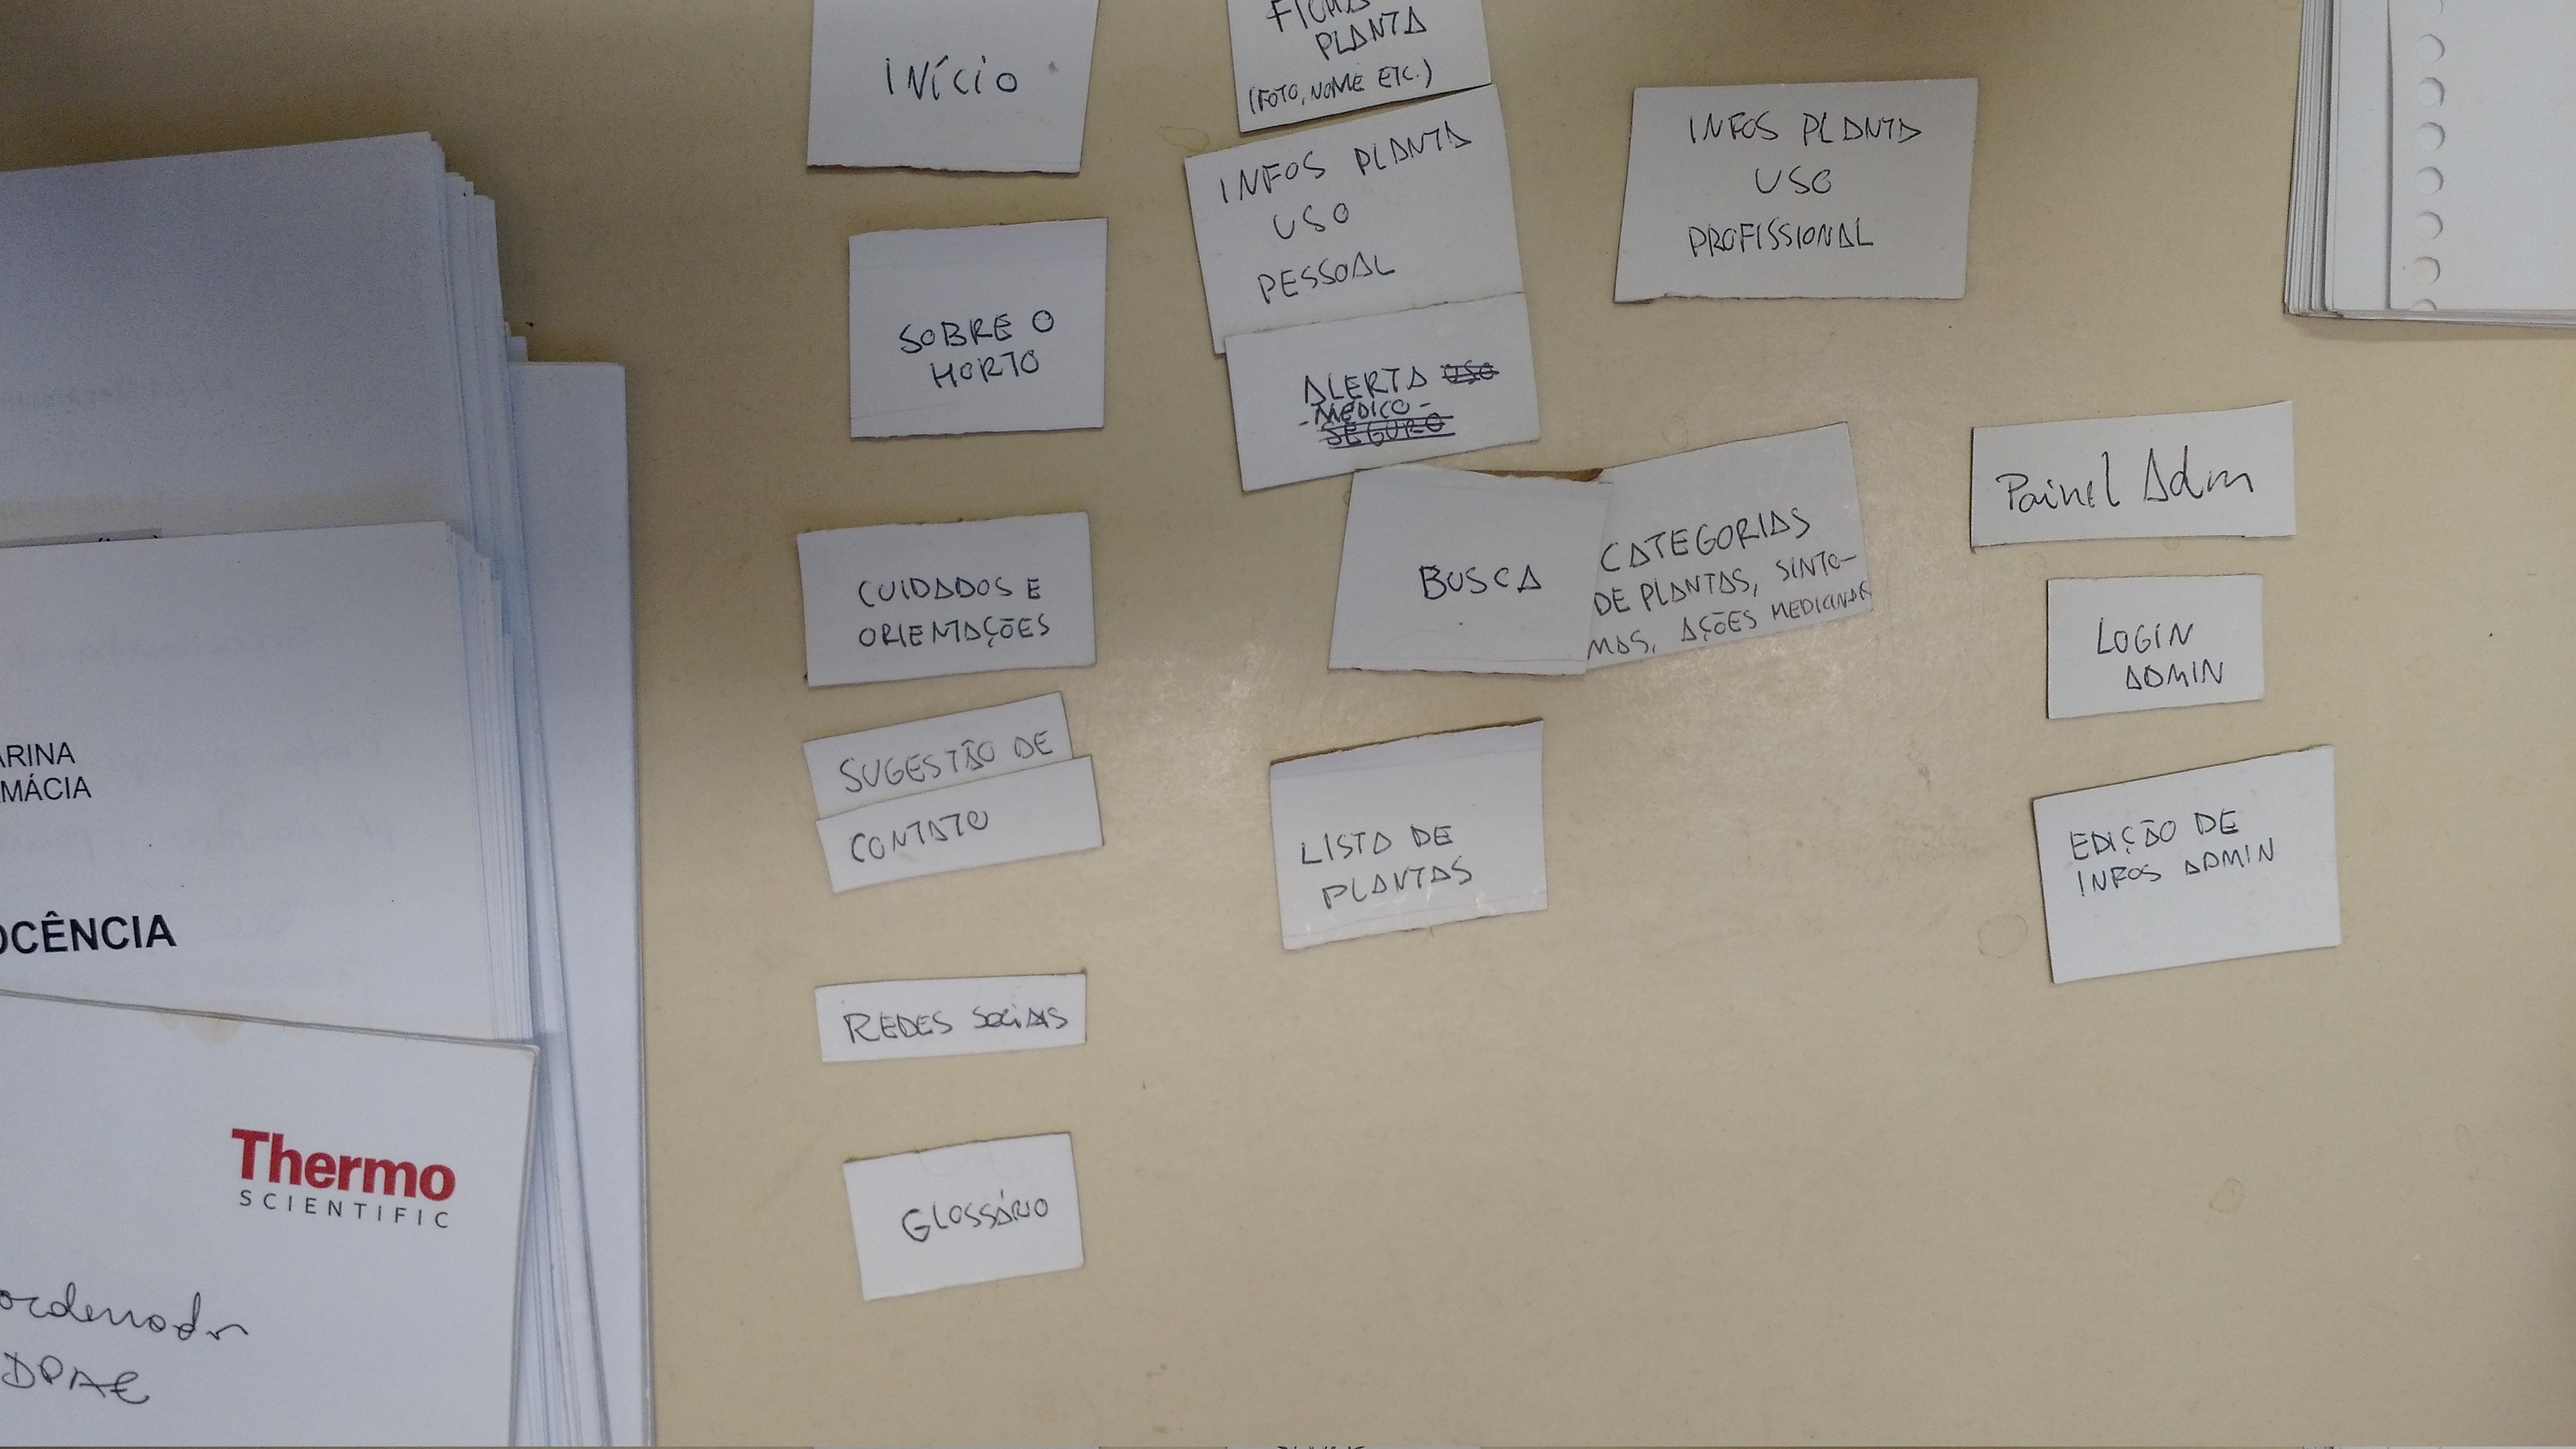 INÍCIO
SOBRE O
HORTO
CUIDADOS E
ORIENTAÇÕES
SUGESTÃO DE
CONTATO
REDES SOCIAIS
GLOSSÁRIO
FICHA
PLANTA
(FOTO, NOME ETC.)
INFOS PLANTA
USO
PESSOAL
ALERTA USO
-MÉDICO-
SEGURO
BUSCA
CATEGORIAS
DE PLANTAS, SINTO-
MAS, AÇÕES MEDICINAIS
LISTA DE
PLANTAS
INFOS PLANTA
USO
PROFISSIONAL
Painel Adm
LOGIN
ADMIN
EDIÇÃO DE
INFOS ADMIN
ARINA
MÁCIA
OCÊNCIA
Thermo
SCIENTIFIC
ordenador